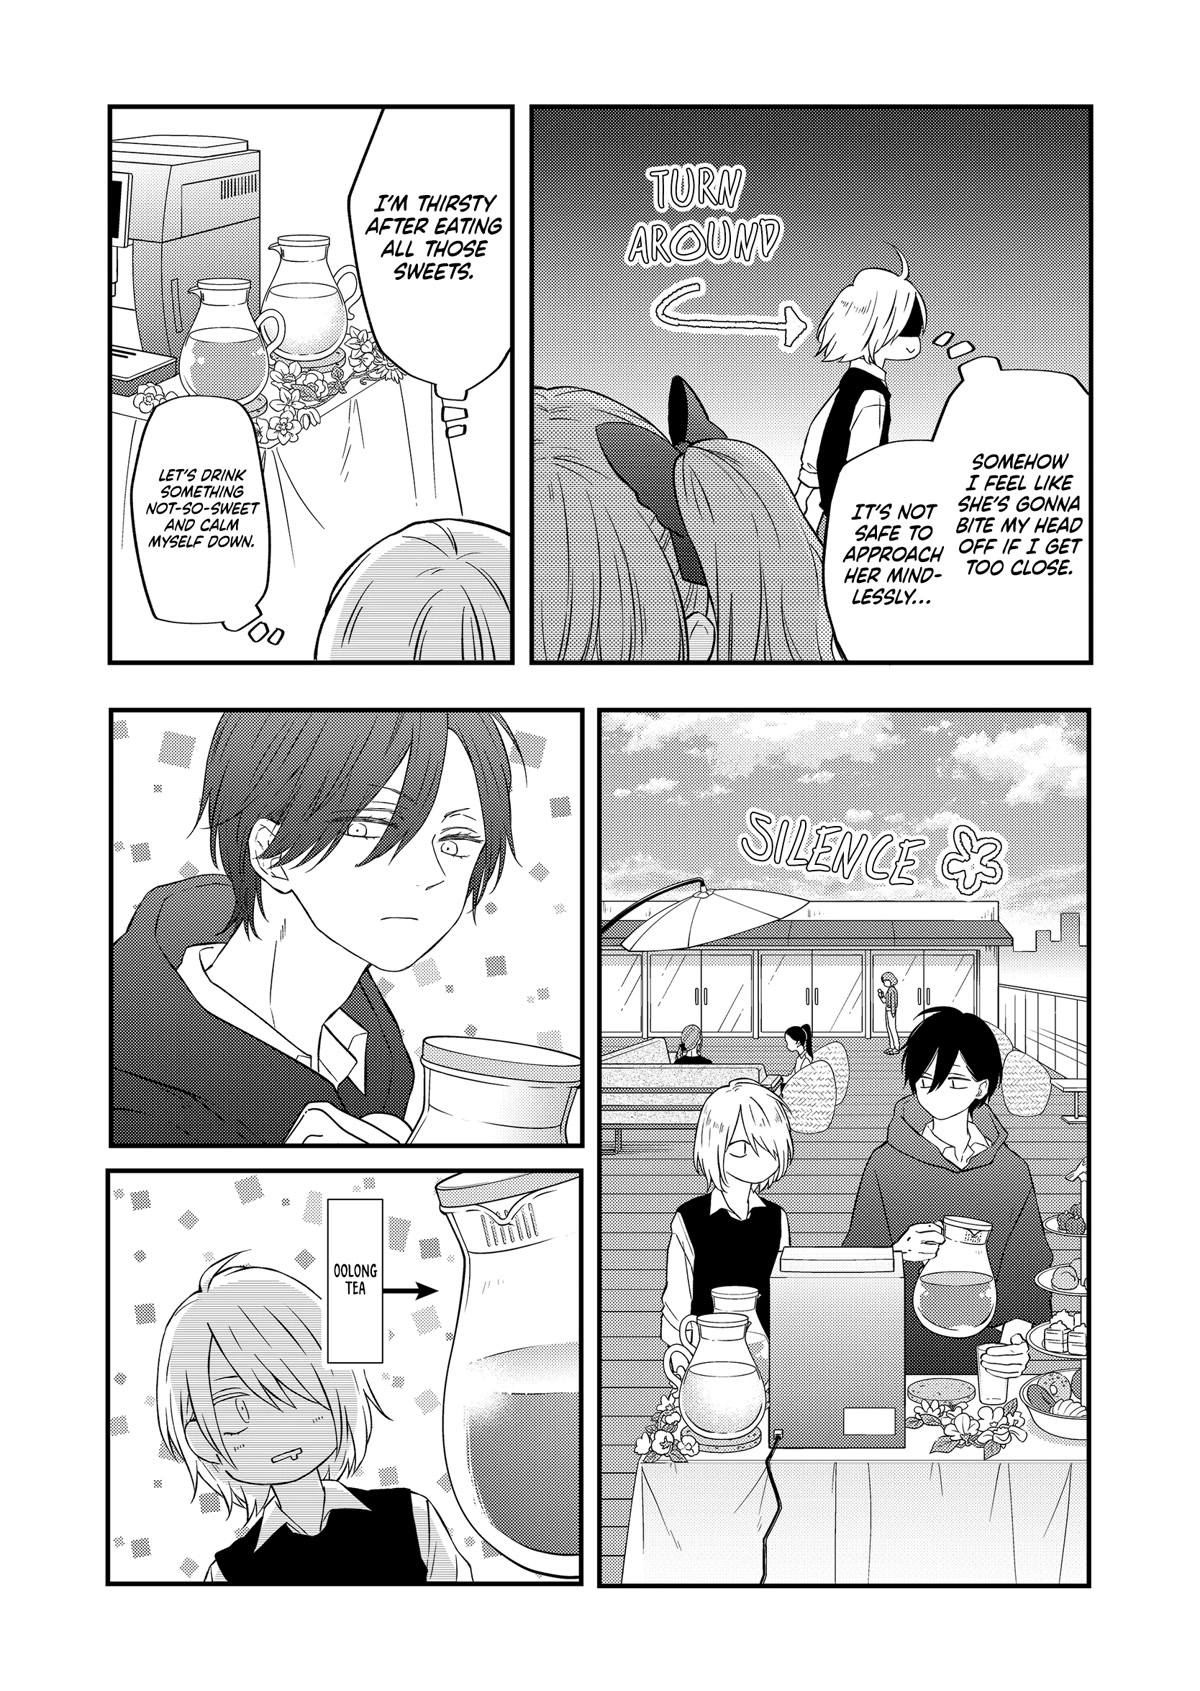 TURN
AROUND
SOMEHOW
I FEEL LIKE
SHE'S GONNA
BITE MY HEAD
OFF IF I GET
TOO CLOSE.
IT'S NOT
SAFE TO
APPROACH
HER MIND-
LESSLY...
I'M THIRSTY
AFTER EATING
ALL THOSE
SWEETS.
LET'S DRINK
SOMETHING
NOT-SO-SWEET
AND CALM
MYSELF DOWN.
SILENCE
OOLONG
TEA